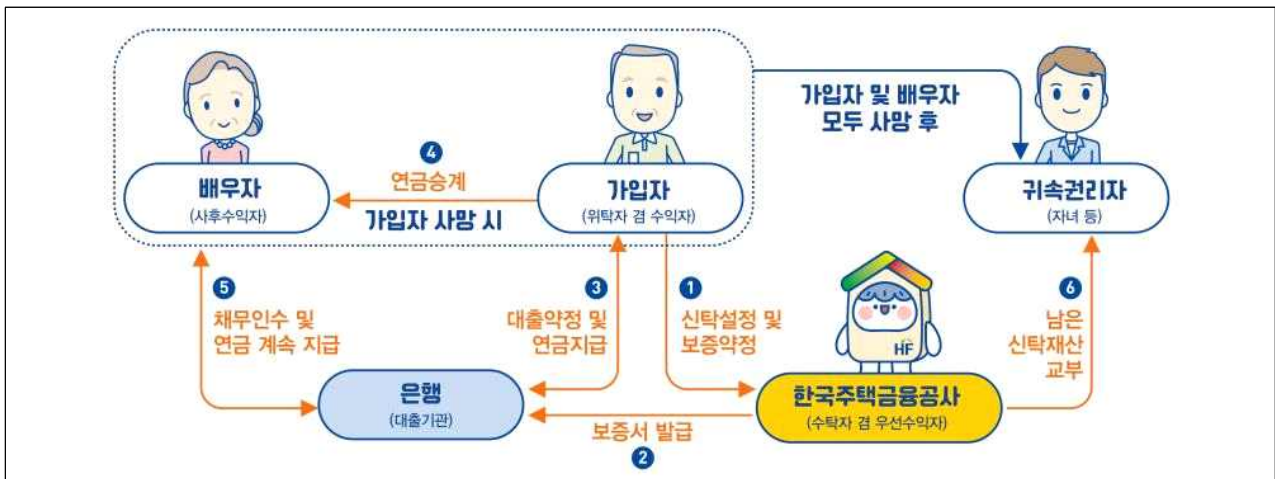 가입자 및 배우자
모두 사망 후
4
연금승계
배우자
(사후수익자)
가입자 사망 시
가입자
(위탁자 겸 수익자)
귀속권리자
(자녀 등)
5
채무인수 및
연금 계속 지급
3
대출약정 및
연금지급
1
신탁설정 및
보증약정
HF
6
남은
신탁재산
교부
은행
(대출기관)
한국주택금융공사
(수탁자 겸 우선수익자)
보증서 발급
2